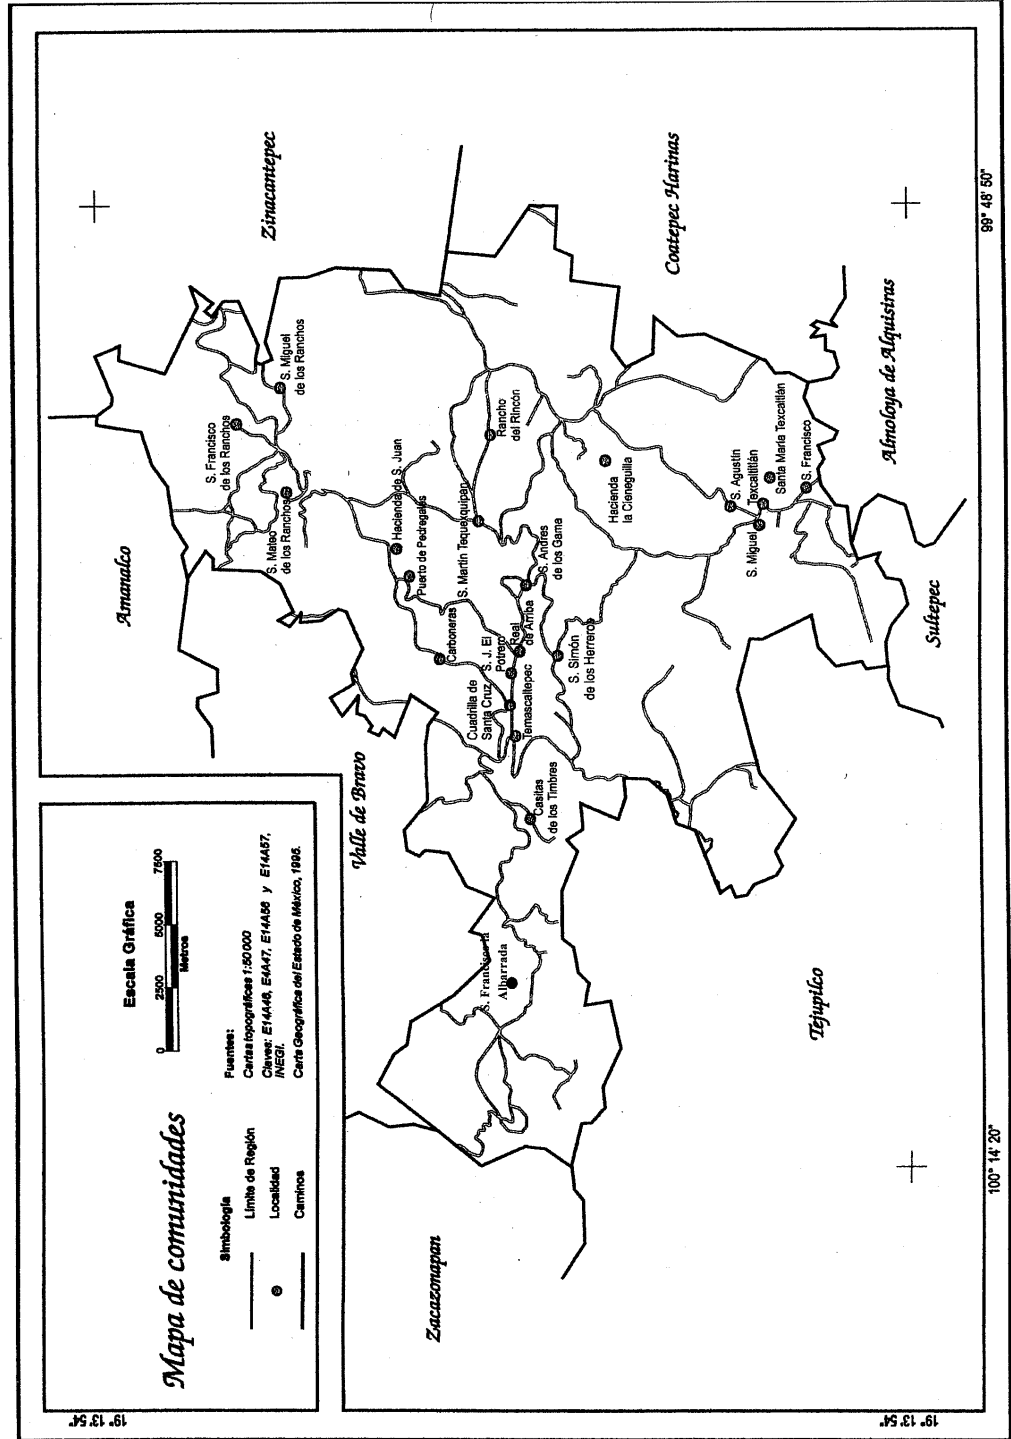 Mapa de comunidades
Escala Gráfica
0 2500 5000 7500
Metros
Simbología
Límite de Región
Localidad
Caminos
Fuentes:
Cartas topográficas 1:50 000
Claves: E14A46, E4A47, E14A56 y E14A57,
INEGI.
Carta Geográfica del Estado de México, 1995.
19° 13' 54"
19° 13' 54"
100° 14' 20"
99° 48' 50"
Zacazonapan
Valle de Bravo
Amanalco
Zinacantepec
Coatepec Harinas
Almoloya de Alquisiras
Sultepec
Tejupilco
S. Francisco
de los Ranchos
S. Miguel
de los Ranchos
S. Mateo
de los Ranchos
Hacienda de S. Juan
Puerto de Pedregales
Carboneras
S. Martín Tequexquipan
Rancho
del Rincón
Cuadrilla de
Santa Cruz
S. J. El
Potrero
Real
de Arriba
S. Andres
de los Gama
Temascaltepec
S. Simón
de los Herreros
Casitas
de los Timbres
S. Francisco la
Albarrada
Hacienda
la Cieneguilla
S. Agustín
Texcaltitlán
S. Miguel
Santa María Texcaltitlán
S. Francisco